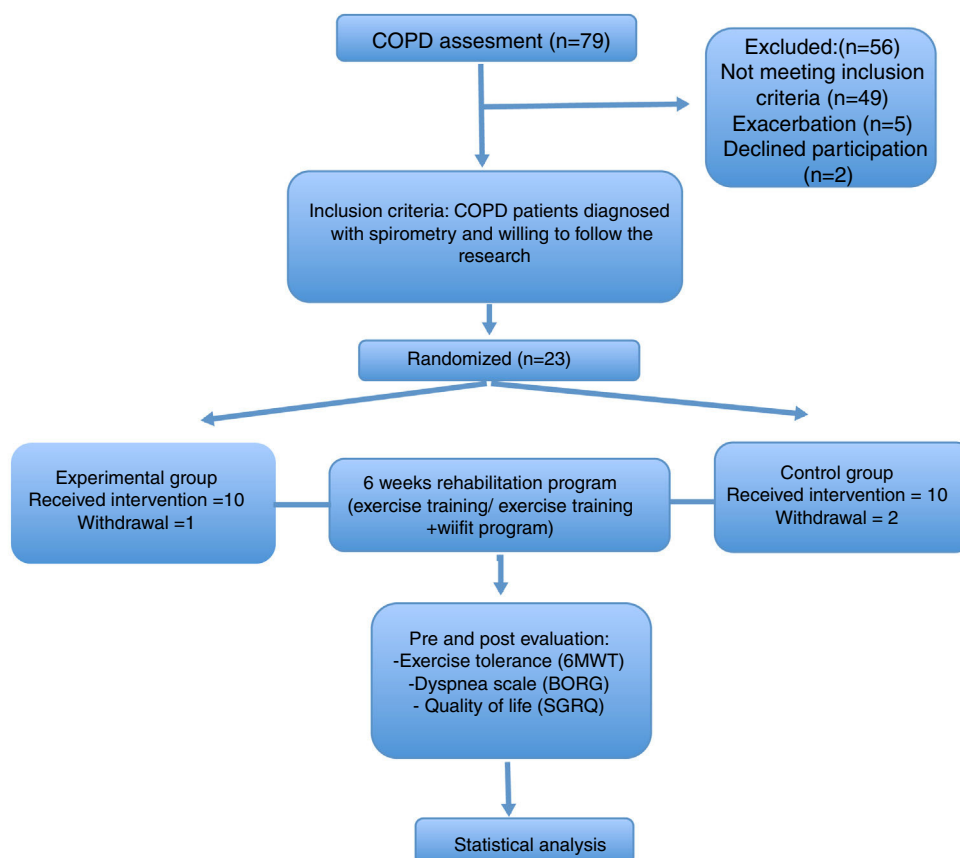 COPD assesment (n=79)
Excluded:(n=56)
Not meeting inclusion
criteria (n=49)
Exacerbation (n=5)
Declined participation
(n=2)
Inclusion criteria: COPD patients diagnosed
with spirometry and willing to follow the
research
Randomized (n=23)
Experimental group
Received intervention =10
Withdrawal =1
6 weeks rehabilitation program
(exercise training/ exercise training
+wiifit program)
Control group
Received intervention = 10
Withdrawal = 2
Pre and post evaluation:
-Exercise tolerance (6MWT)
-Dyspnea scale (BORG)
- Quality of life (SGRQ)
Statistical analysis